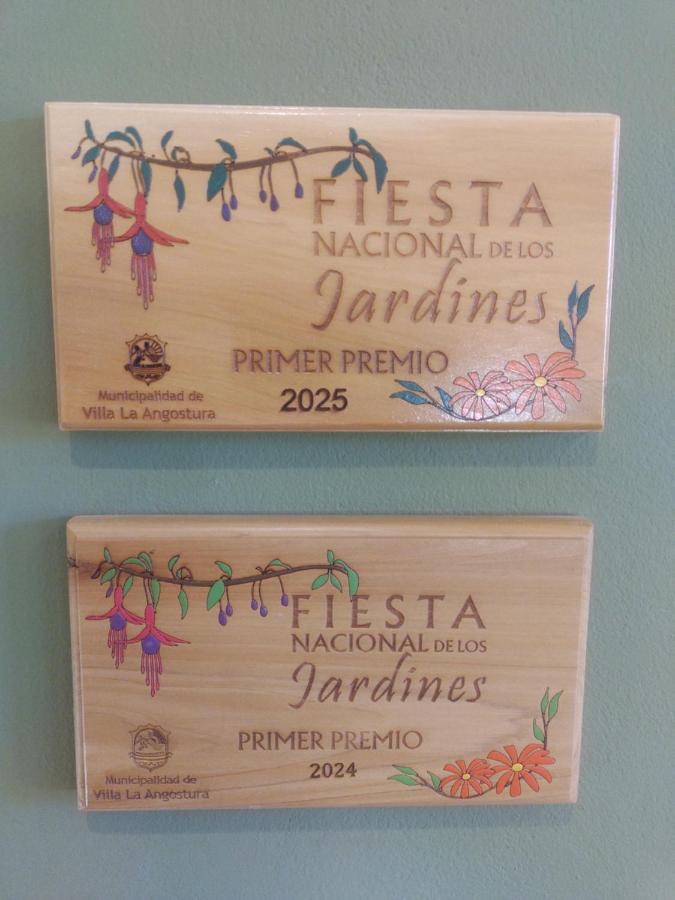 FIESTA
NACIONAL DE LOS
Jardines
PRIMER PREMIO
2025
Municipalidad de
Villa La Angostura
FIESTA
NACIONAL DE LOS
Jardines
PRIMER PREMIO
2024
Municipalidad de
Villa La Angostura